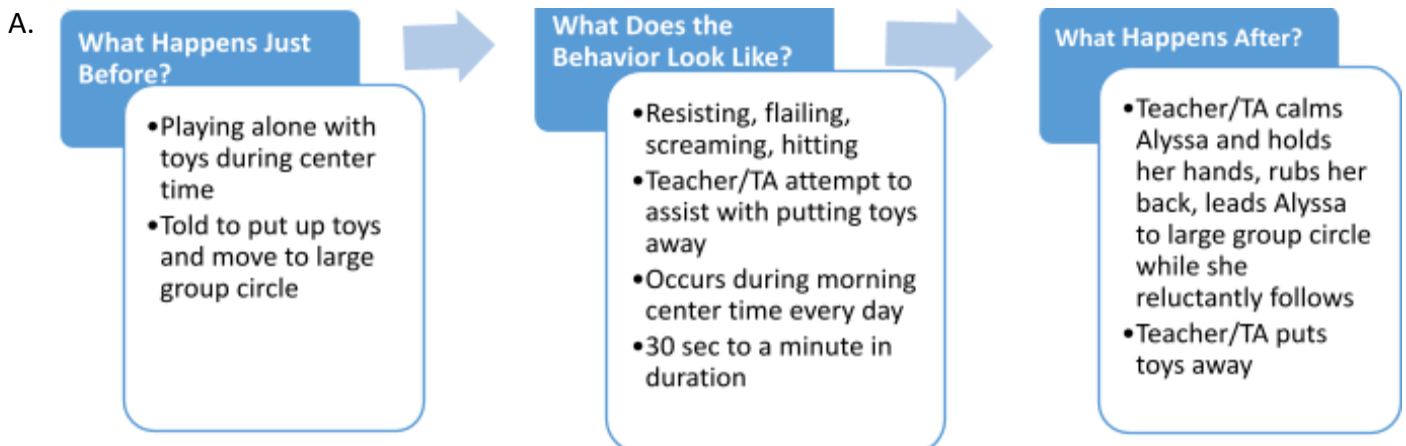 A.
What Happens Just
Before?
•Playing alone with
toys during center
time
•Told to put up toys
and move to large
group circle
What Does the
Behavior Look Like?
•Resisting, flailing,
screaming, hitting
•Teacher/TA attempt to
assist with putting toys
away
•Occurs during morning
center time every day
•30 sec to a minute in
duration
What Happens After?
•Teacher/TA calms
Alyssa and holds
her hands, rubs her
back, leads Alyssa
to large group circle
while she
reluctantly follows
•Teacher/TA puts
toys away